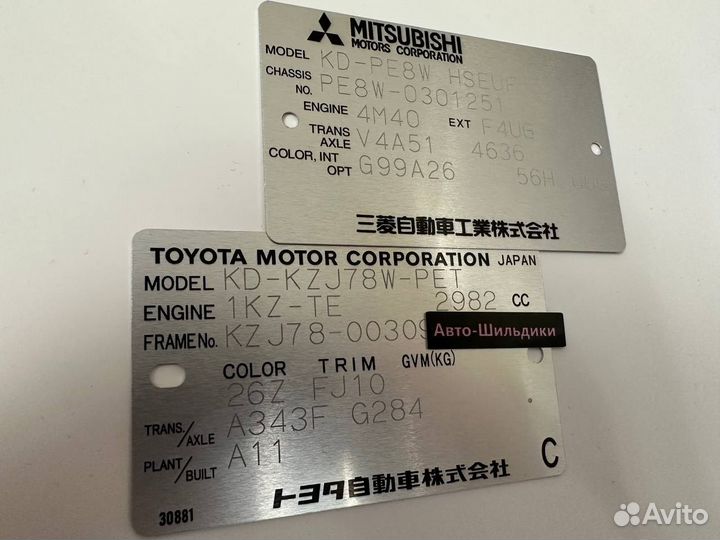 MITSUBISHI
MOTORS CORPORATION
MODEL KD-PE8W HSEUF
CHASSIS NO. PE8W-0301251
ENGINE 4M40 EXT F4UG
TRANS AXLE V4A51 4636
COLOR, INT OPT G99A26 56H
三菱自動車工業株式会社
TOYOTA MOTOR CORPORATION JAPAN
MODEL KD-KZJ78W-PET
ENGINE 1KZ-TE 2982 CC
FRAME No. KZJ78-00309
Авто-Шильдики
COLOR TRIM GVM(KG)
26Z FJ10
TRANS./AXLE A343F G284
PLANT/BUILT A11
C
トヨタ自動車株式会社
30881
Avito